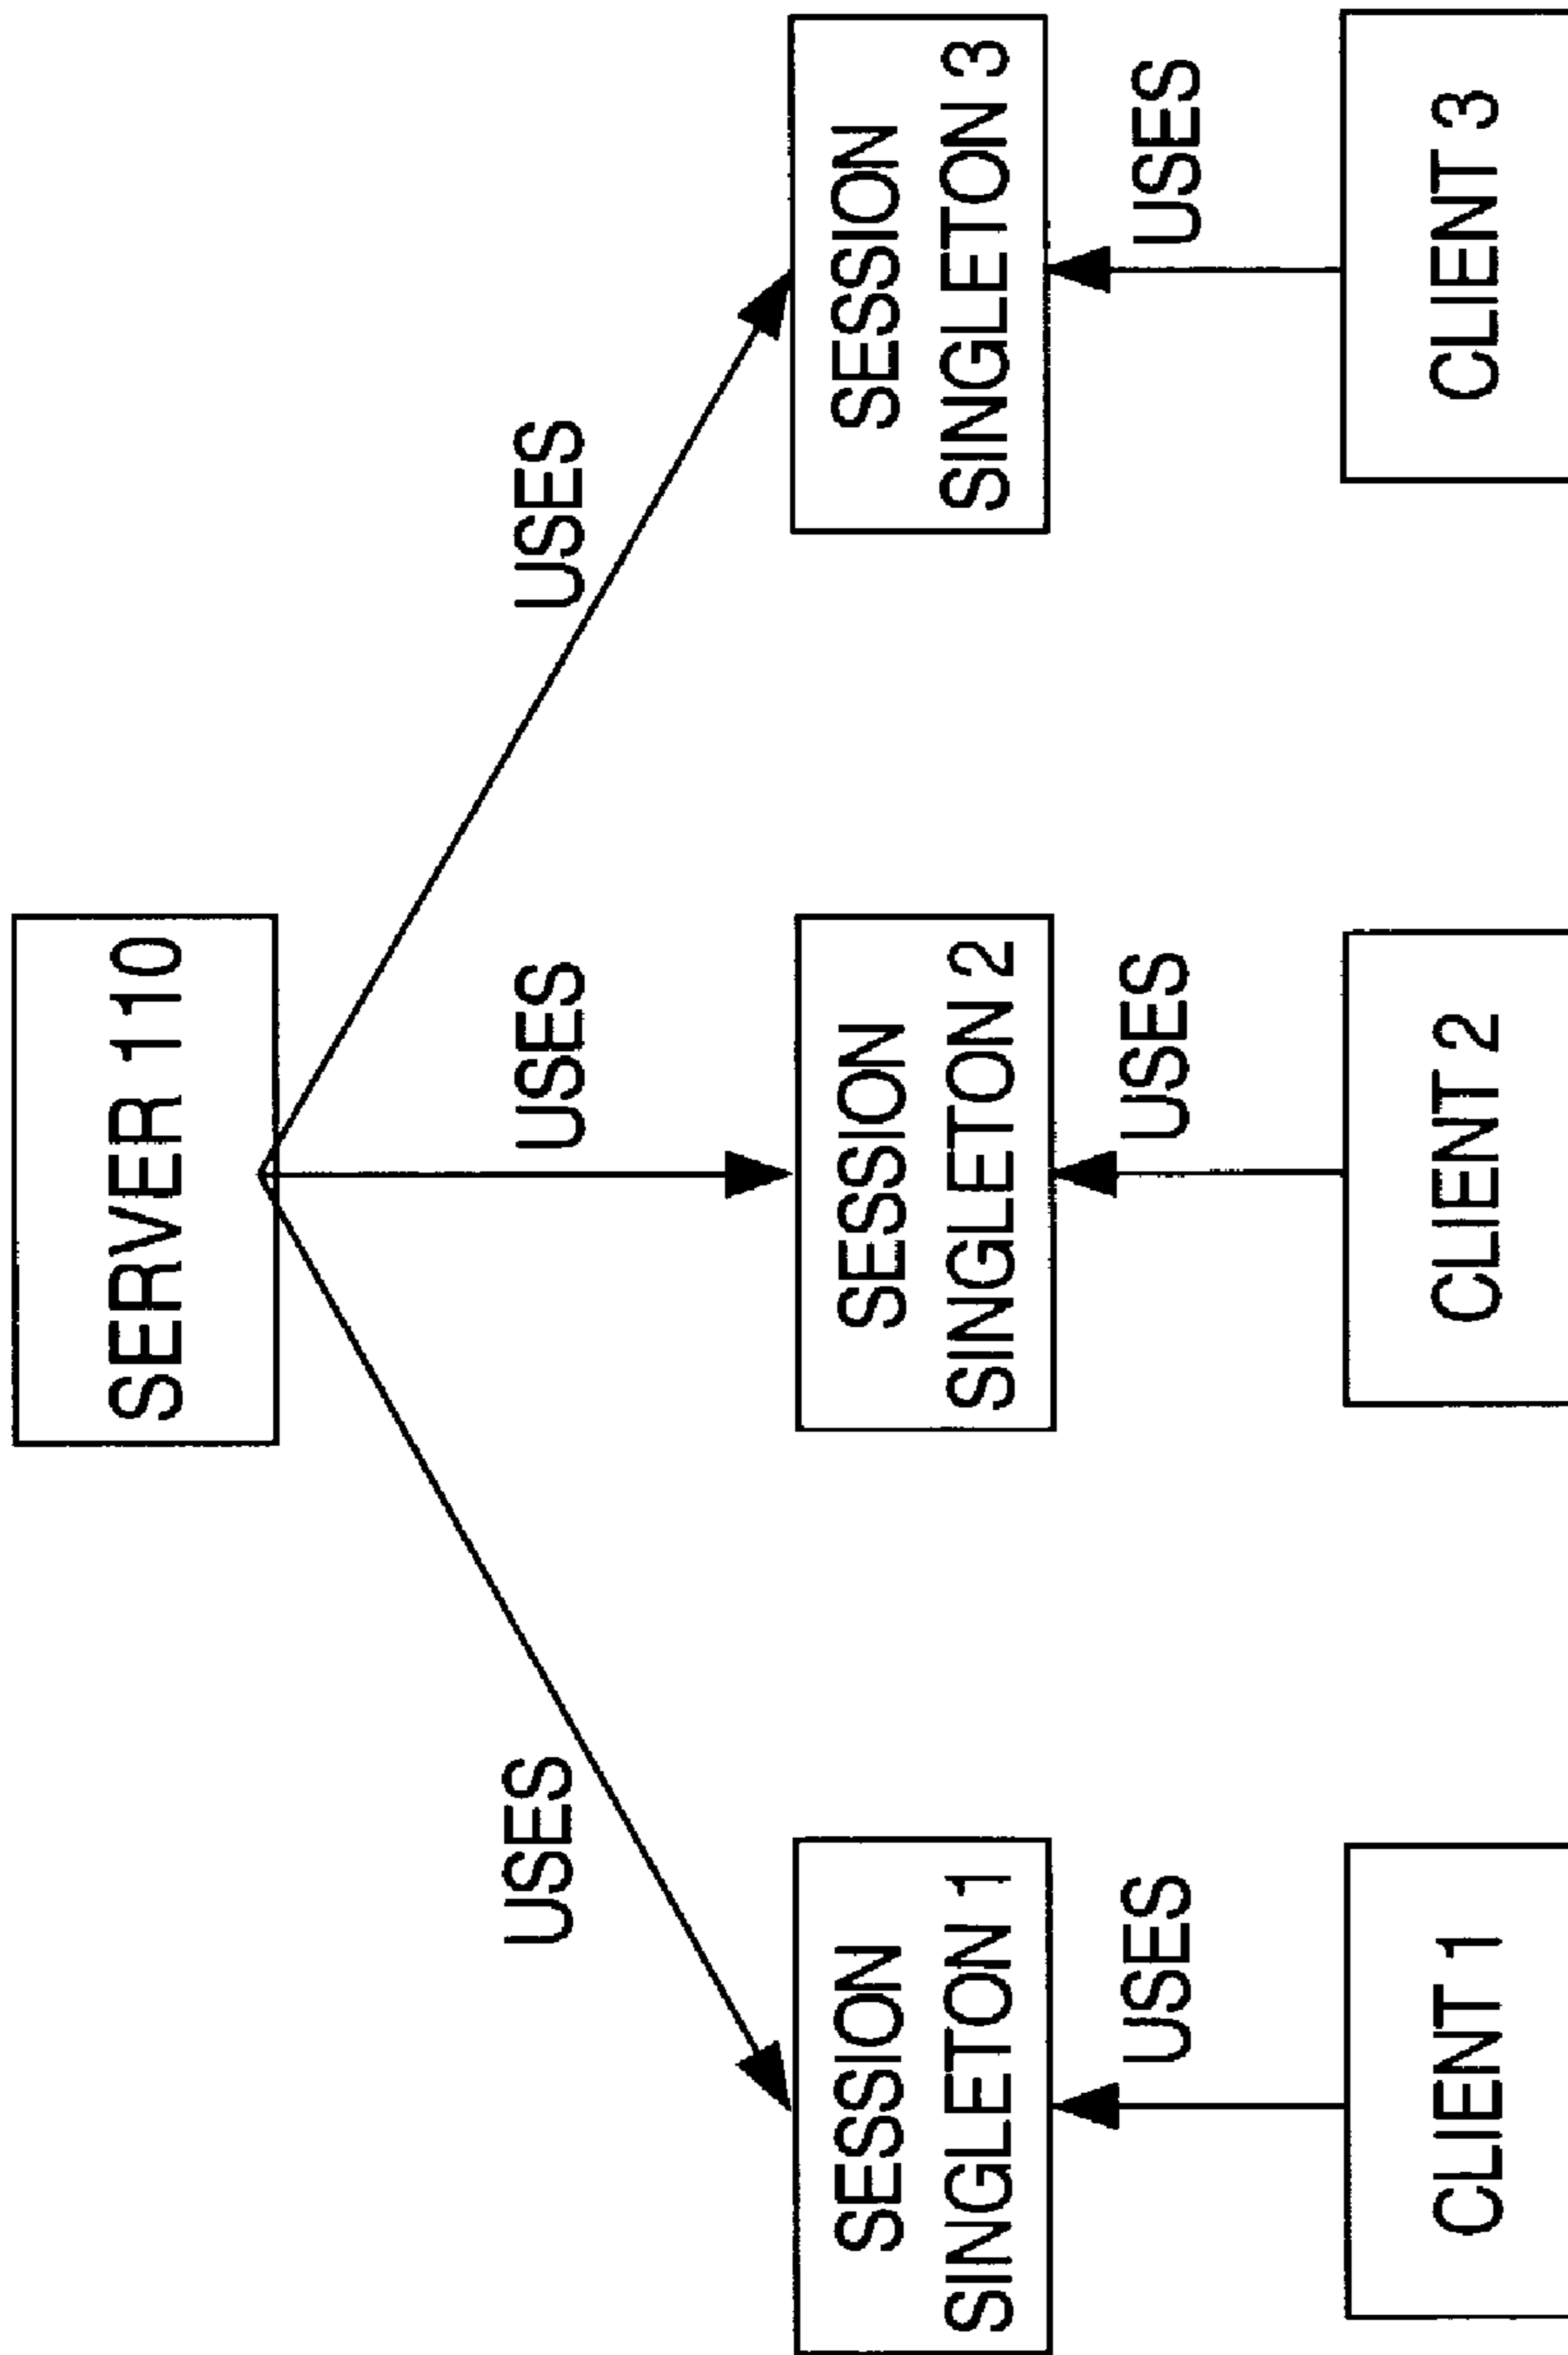 SERVER 110
USES
USES
USES
SESSION
SINGLETON 1
SESSION
SINGLETON 2
SESSION
SINGLETON 3
USES
USES
USES
CLIENT 1
CLIENT 2
CLIENT 3